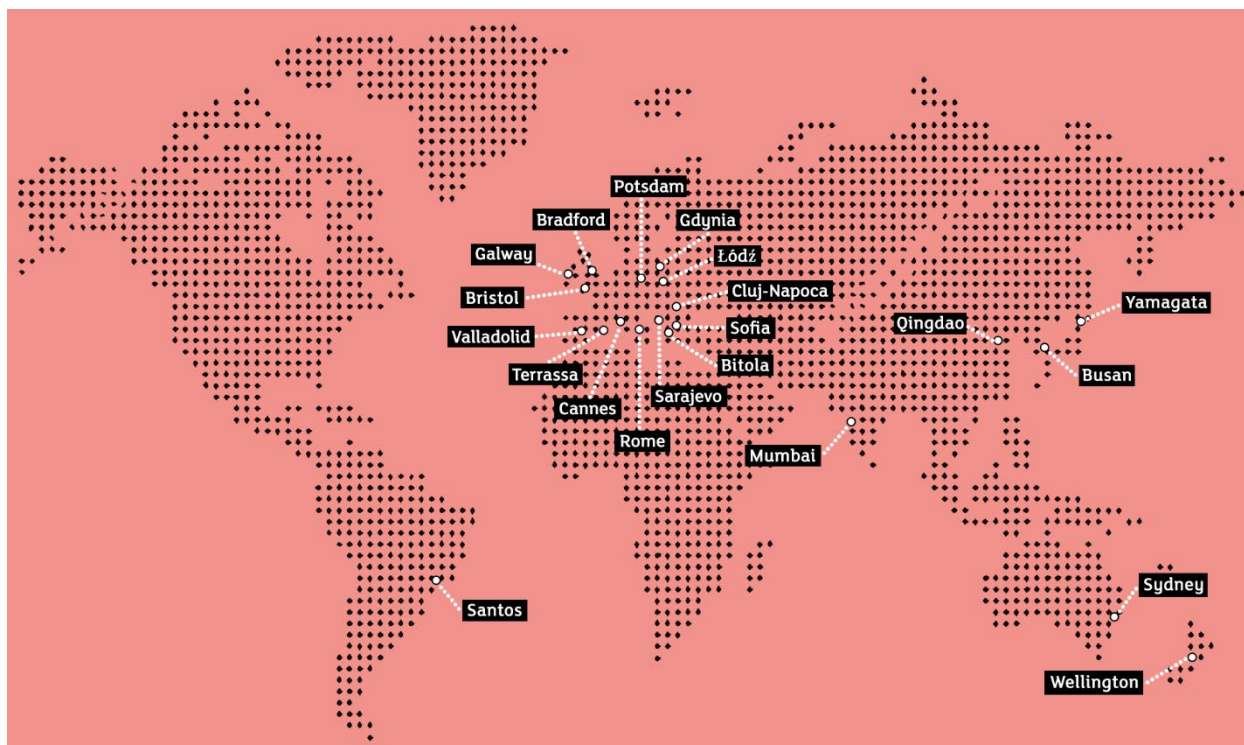 Potsdam
Bradford
Gdynia
Galway
Łódź
Bristol
Cluj-Napoca
Yamagata
Valladolid
Sofia
Qingdao
Terrassa
Bitola
Busan
Cannes
Sarajevo
Rome
Mumbai
Santos
Sydney
Wellington